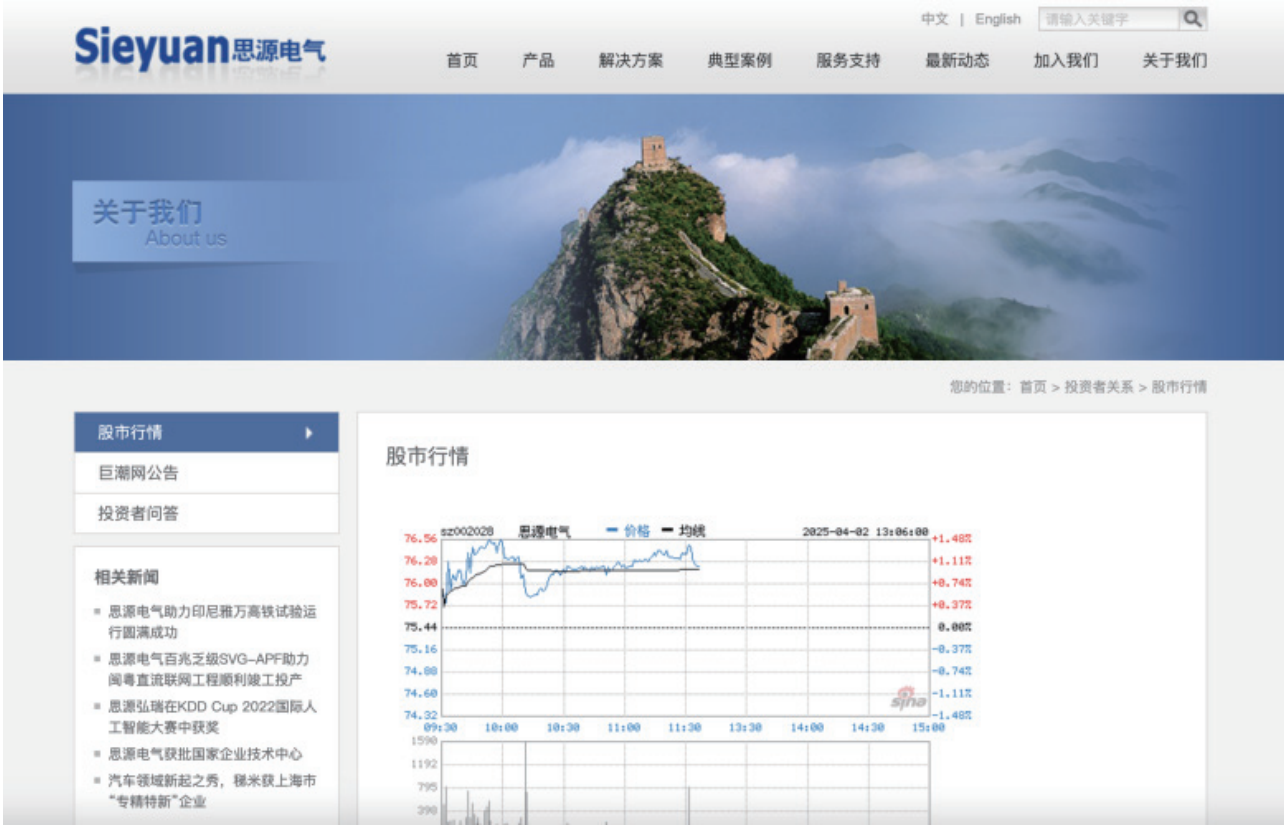 中文 | English
请输入关键字
Sieyuan思源电气
首页 产品 解决方案 典型案例 服务支持 最新动态 加入我们 关于我们
关于我们
About us
您的位置：首页 > 投资者关系 > 股市行情
股市行情
巨潮网公告
投资者问答
相关新闻
思源电气助力印尼雅万高铁试验运
行圆满成功
思源电气百兆乏级SVG-APF助力
闽粤直流联网工程顺利竣工投产
思源弘瑞在KDD Cup 2022国际人
工智能大赛中获奖
思源电气获批国家企业技术中心
汽车领域新起之秀，稊米获上海市
“专精特新”企业
股市行情
sz002028 思源电气 价格 均线 2025-04-02 13:06:00
76.56 +1.48%
76.28 +1.11%
76.00 +0.74%
75.72 +0.37%
75.44 0.00%
75.16 -0.37%
74.88 -0.74%
74.60 -1.11%
74.32 -1.48%
sina
09:30 10:00 10:30 11:00 11:30 13:30 14:00 14:30 15:00
1590
1192
795
398